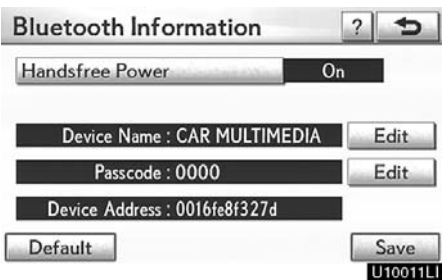 Bluetooth Information ?
Handsfree Power On
Device Name : CAR MULTIMEDIA Edit
Passcode : 0000 Edit
Device Address : 0016fe8f327d
Default Save
U10011LI